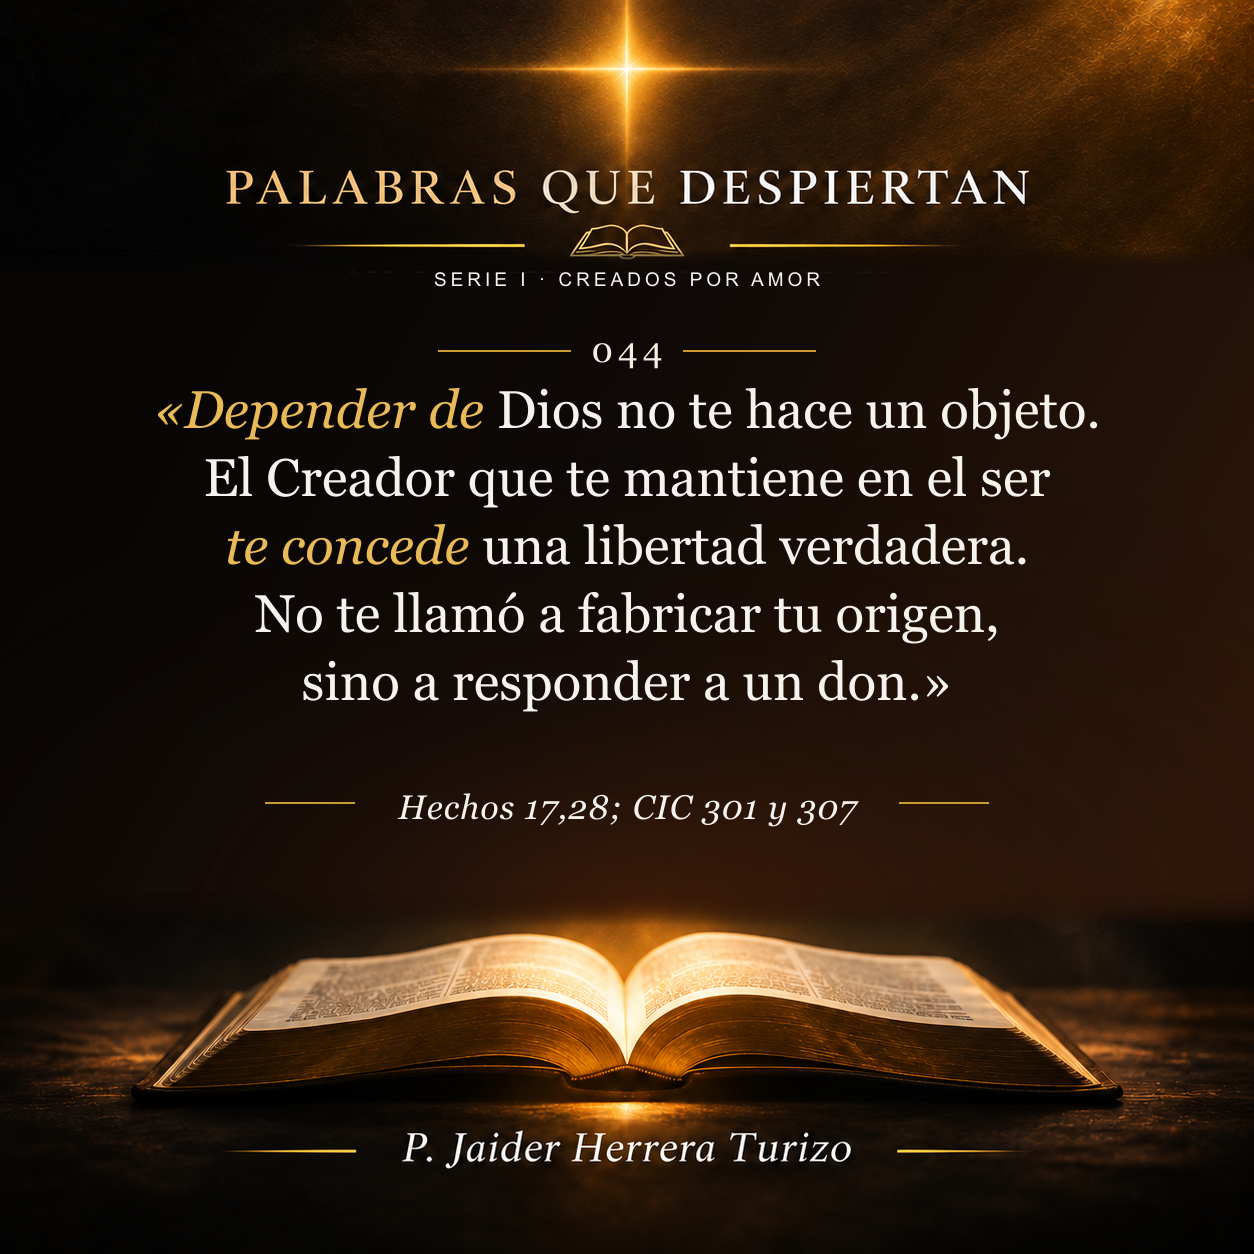 PALABRAS QUE DESPIERTAN
SERIE I · CREADOS POR AMOR
044
«Depender de Dios no te hace un objeto.
El Creador que te mantiene en el ser
te concede una libertad verdadera.
No te llamó a fabricar tu origen,
sino a responder a un don.»
Hechos 17,28; CIC 301 y 307
P. Jaider Herrera Turizo